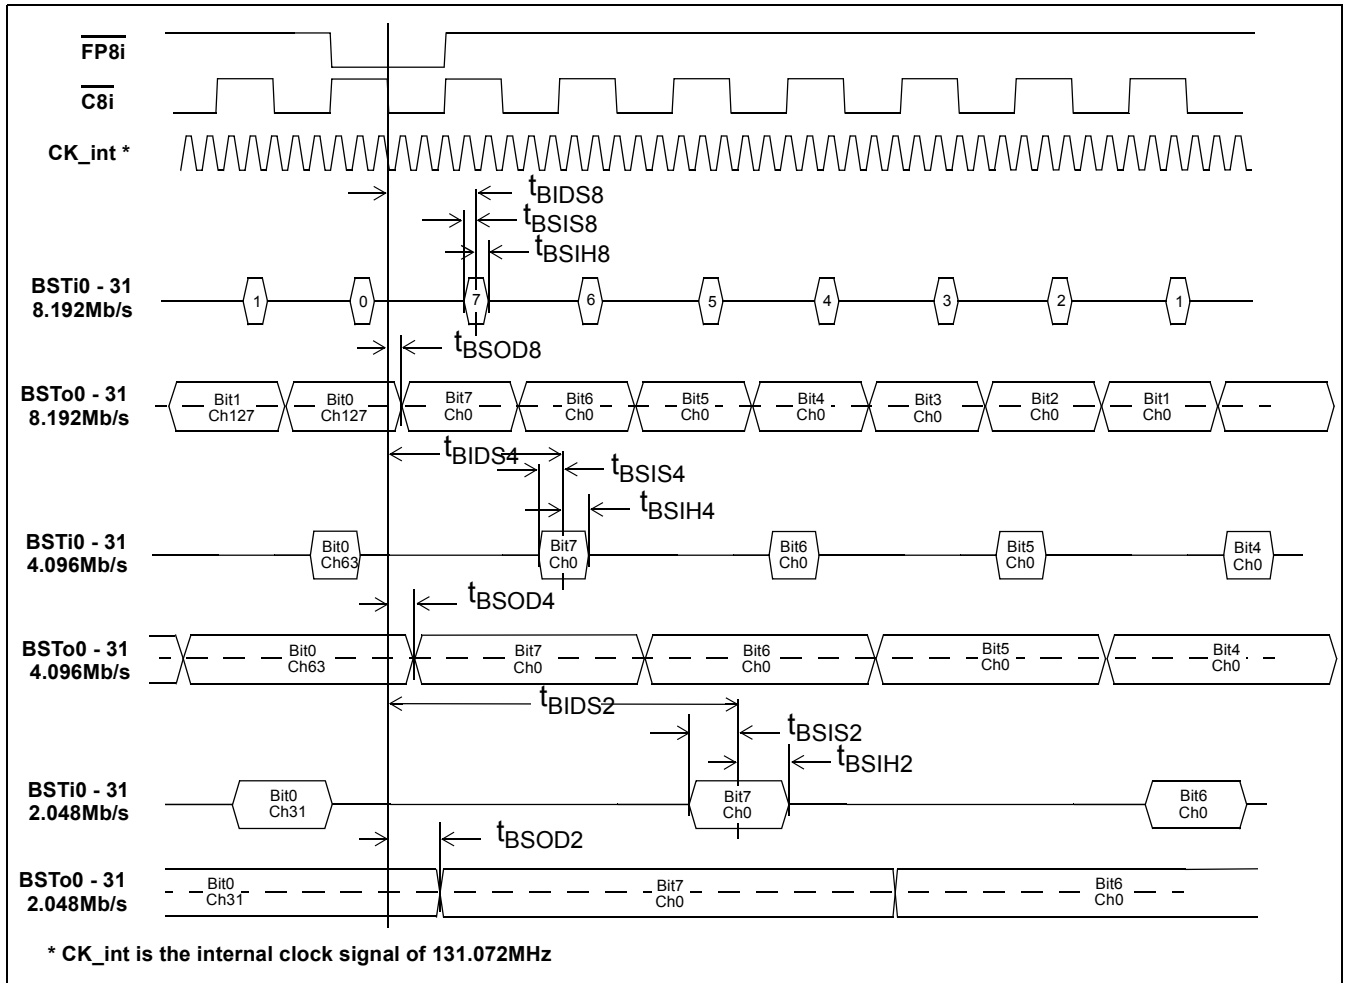 FP8i
C8i
CK_int *
tBIDS8
tBSIS8
tBSIH8
BSTi0 - 31
8.192Mb/s
1
0
7
6
5
4
3
2
1
tBSOD8
BSTo0 - 31
8.192Mb/s
Bit1
Ch127
Bit0
Ch127
Bit7
Ch0
Bit6
Ch0
Bit5
Ch0
Bit4
Ch0
Bit3
Ch0
Bit2
Ch0
Bit1
Ch0
tBIDS4
tBSIS4
tBSIH4
BSTi0 - 31
4.096Mb/s
Bit0
Ch63
Bit7
Ch0
Bit6
Ch0
Bit5
Ch0
Bit4
Ch0
tBSOD4
BSTo0 - 31
4.096Mb/s
Bit0
Ch63
Bit7
Ch0
Bit6
Ch0
Bit5
Ch0
Bit4
Ch0
tBIDS2
tBSIS2
tBSIH2
BSTi0 - 31
2.048Mb/s
Bit0
Ch31
Bit7
Ch0
Bit6
Ch0
tBSOD2
BSTo0 - 31
2.048Mb/s
Bit0
Ch31
Bit7
Ch0
Bit6
Ch0
* CK_int is the internal clock signal of 131.072MHz